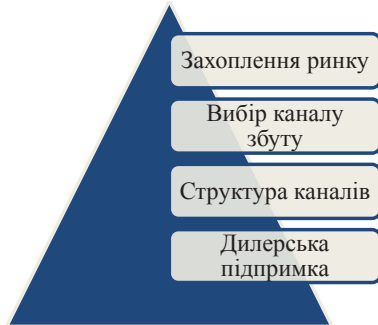 Захоплення ринку
Вибір каналу
збуту
Структура каналів
Дилерська
підпримка